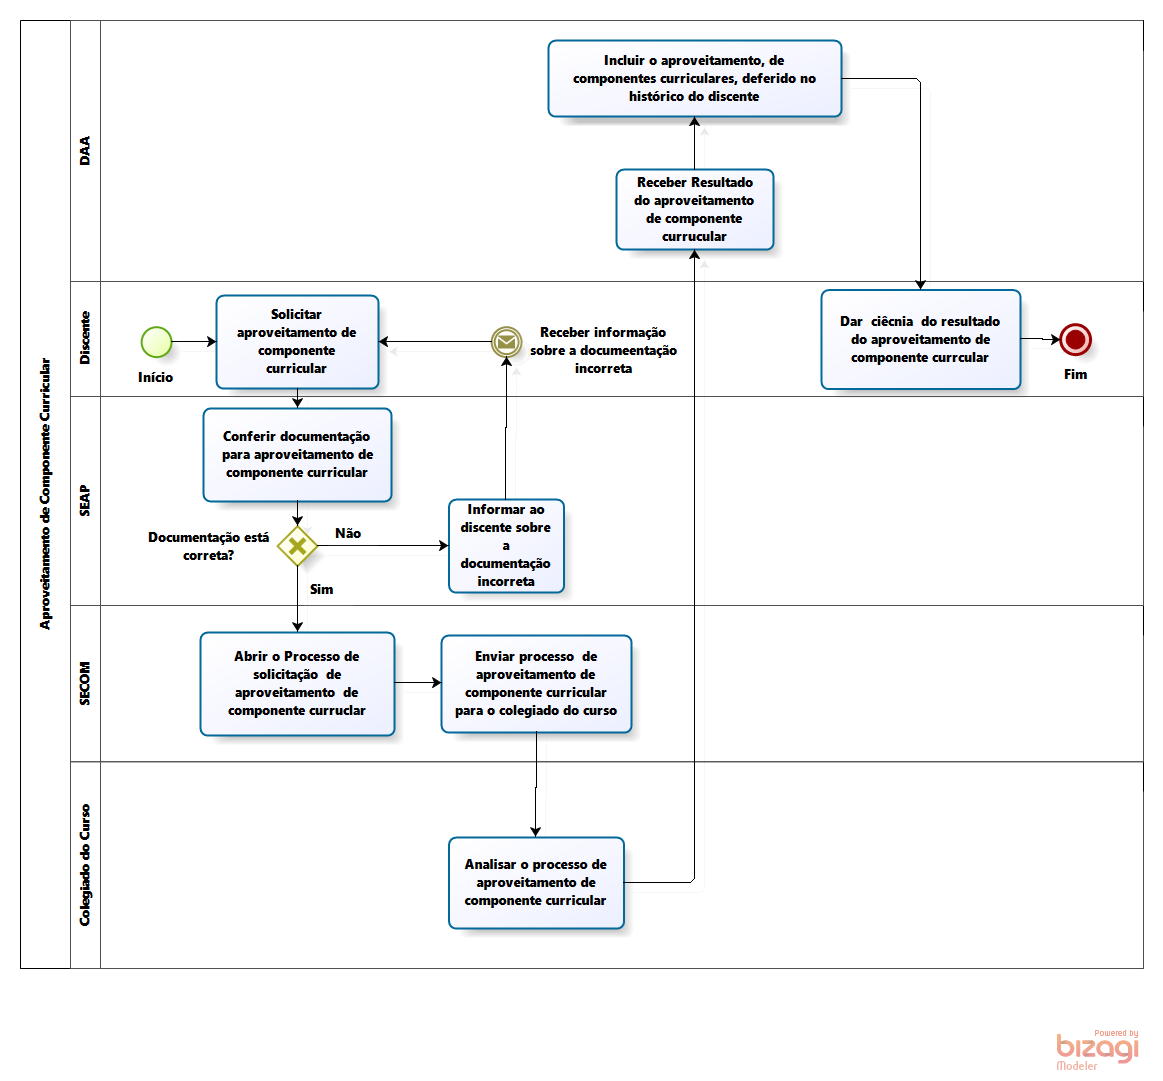 Aproveitamento de Componente Curricular
DAA
Incluir o aproveitamento, de
componentes curriculares, deferido no
histórico do discente
Receber Resultado
do aproveitamento
de componente
currucular
Discente
Início
Solicitar
aproveitamento de
componente
curricular
Receber informação
sobre a documeentação
incorreta
Dar  ciêcnia  do resultado
do aproveitamento de
componente currcular
Fim
SEAP
Conferir documentação
para aproveitamento de
componente curricular
Documentação está
correta?
Não
Sim
Informar ao
discente sobre
a
documentação
incorreta
SECOM
Abrir o Processo de
solicitação  de
aproveitamento  de
componente curruclar
Enviar processo  de
aproveitamento de
componente curricular
para o colegiado do curso
Colegiado do Curso
Analisar o processo de
aproveitamento de
componente curricular
Powered by
bizagi
Modeler